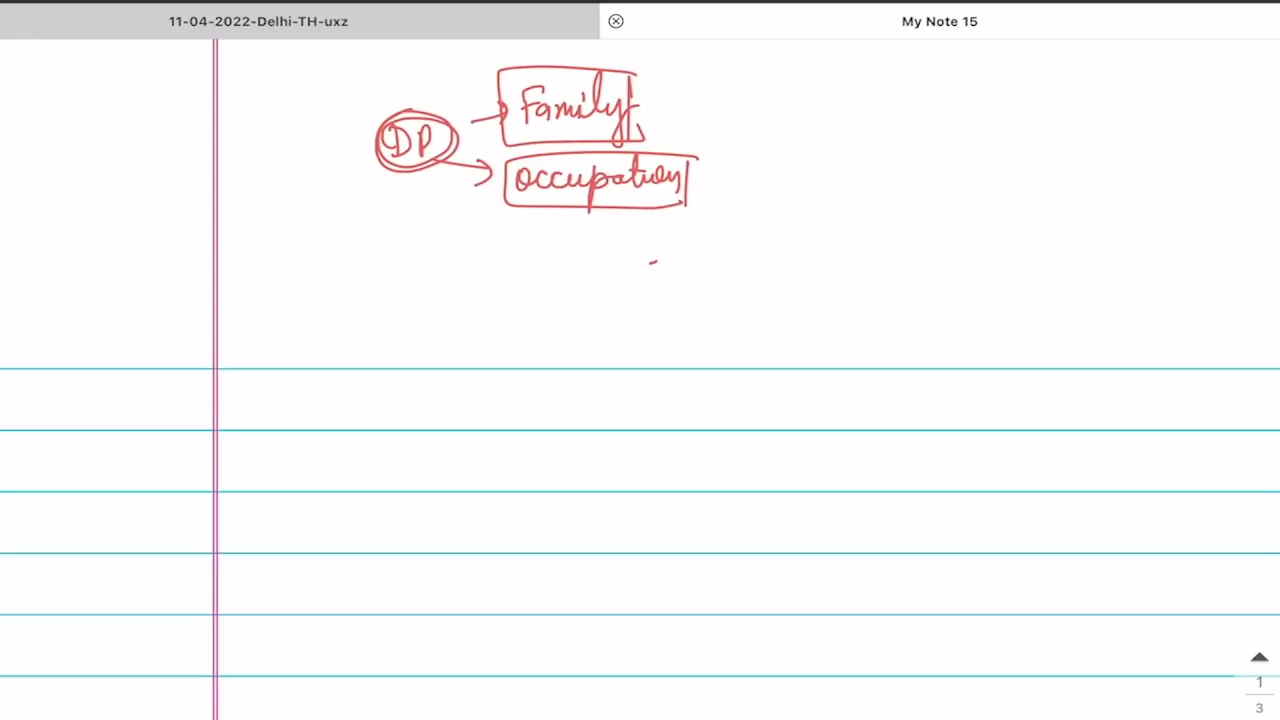 11-04-2022-Delhi-TH-uxz
My Note 15
Family
DP
occupation
1
3